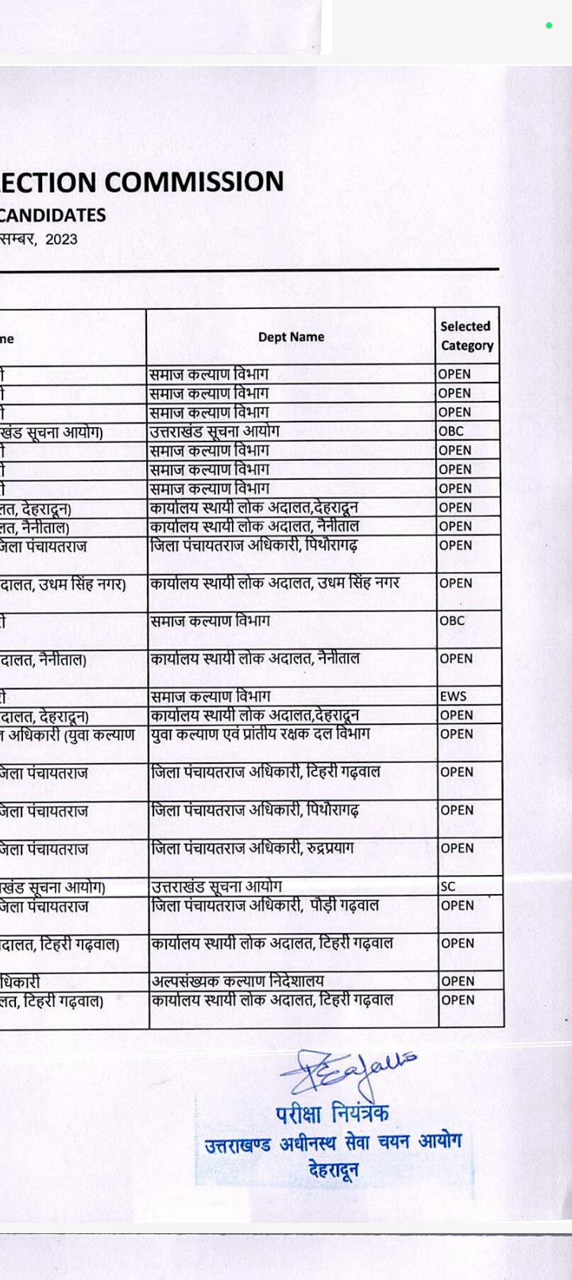 LECTION COMMISSION
CANDIDATES
सम्बर, 2023
me Dept Name Selected Category
ी समाज कल्याण विभाग OPEN
ी समाज कल्याण विभाग OPEN
ी समाज कल्याण विभाग OPEN
खंड सूचना आयोग) उत्तराखंड सूचना आयोग OBC
ी समाज कल्याण विभाग OPEN
ी समाज कल्याण विभाग OPEN
ी समाज कल्याण विभाग OPEN
लत, देहरादून) कार्यालय स्थायी लोक अदालत,देहरादून OPEN
लत, नैनीताल) कार्यालय स्थायी लोक अदालत, नैनीताल OPEN
जिला पंचायतराज जिला पंचायतराज अधिकारी, पिथौरागढ़ OPEN
दालत, उधम सिंह नगर) कार्यालय स्थायी लोक अदालत, उधम सिंह नगर OPEN
ी समाज कल्याण विभाग OBC
दालत, नैनीताल) कार्यालय स्थायी लोक अदालत, नैनीताल OPEN
ी समाज कल्याण विभाग EWS
दालत, देहरादून) कार्यालय स्थायी लोक अदालत,देहरादून OPEN
ल अधिकारी (युवा कल्याण युवा कल्याण एवं प्रांतीय रक्षक दल विभाग OPEN
जिला पंचायतराज जिला पंचायतराज अधिकारी, टिहरी गढ़वाल OPEN
जिला पंचायतराज जिला पंचायतराज अधिकारी, पिथौरागढ़ OPEN
जिला पंचायतराज जिला पंचायतराज अधिकारी, रुद्रप्रयाग OPEN
खंड सूचना आयोग) उत्तराखंड सूचना आयोग SC
जिला पंचायतराज जिला पंचायतराज अधिकारी, पौड़ी गढ़वाल OPEN
दालत, टिहरी गढ़वाल) कार्यालय स्थायी लोक अदालत, टिहरी गढ़वाल OPEN
धिकारी अल्पसंख्यक कल्याण निदेशालय OPEN
लत, टिहरी गढ़वाल) कार्यालय स्थायी लोक अदालत, टिहरी गढ़वाल OPEN
परीक्षा नियंत्रक
उत्तराखण्ड अधीनस्थ सेवा चयन आयोग
देहरादून